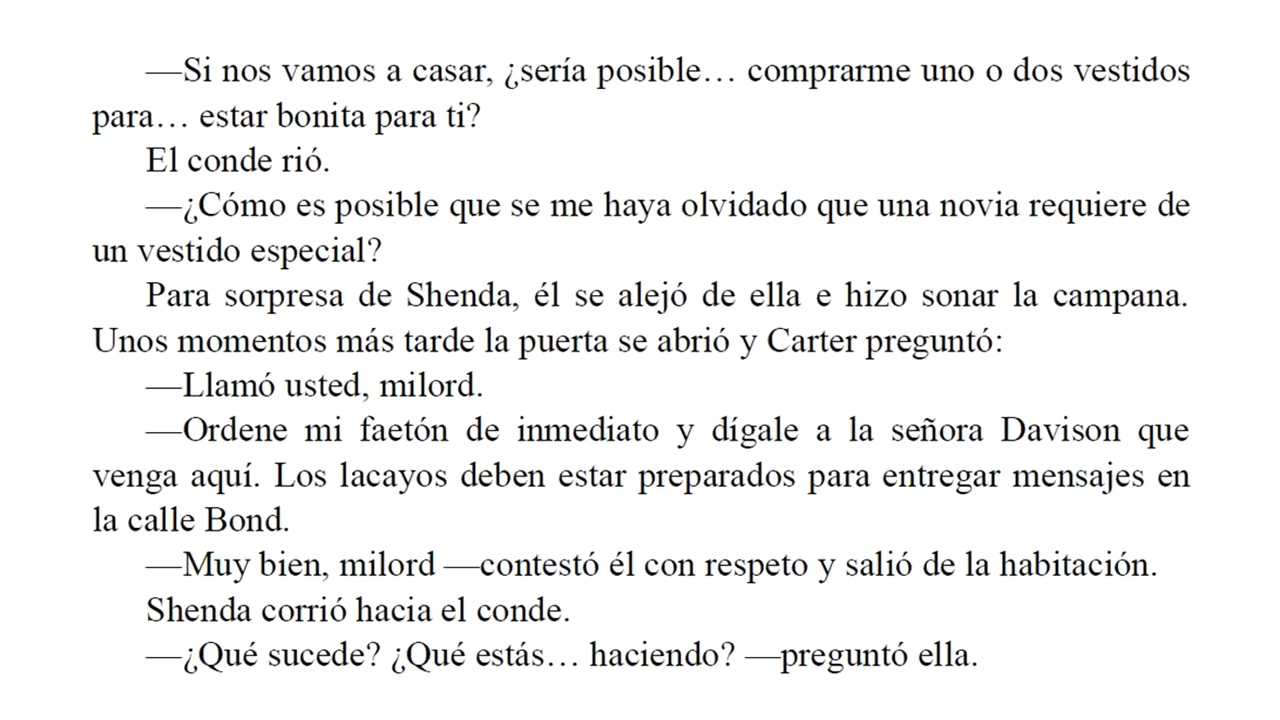 —Si nos vamos a casar, ¿sería posible… comprarme uno o dos vestidos
para… estar bonita para ti?
El conde rió.
—¿Cómo es posible que se me haya olvidado que una novia requiere de
un vestido especial?
Para sorpresa de Shenda, él se alejó de ella e hizo sonar la campana.
Unos momentos más tarde la puerta se abrió y Carter preguntó:
—Llamó usted, milord.
—Ordene mi faetón de inmediato y dígale a la señora Davison que
venga aquí. Los lacayos deben estar preparados para entregar mensajes en
la calle Bond.
—Muy bien, milord —contestó él con respeto y salió de la habitación.
Shenda corrió hacia el conde.
—¿Qué sucede? ¿Qué estás… haciendo? —preguntó ella.